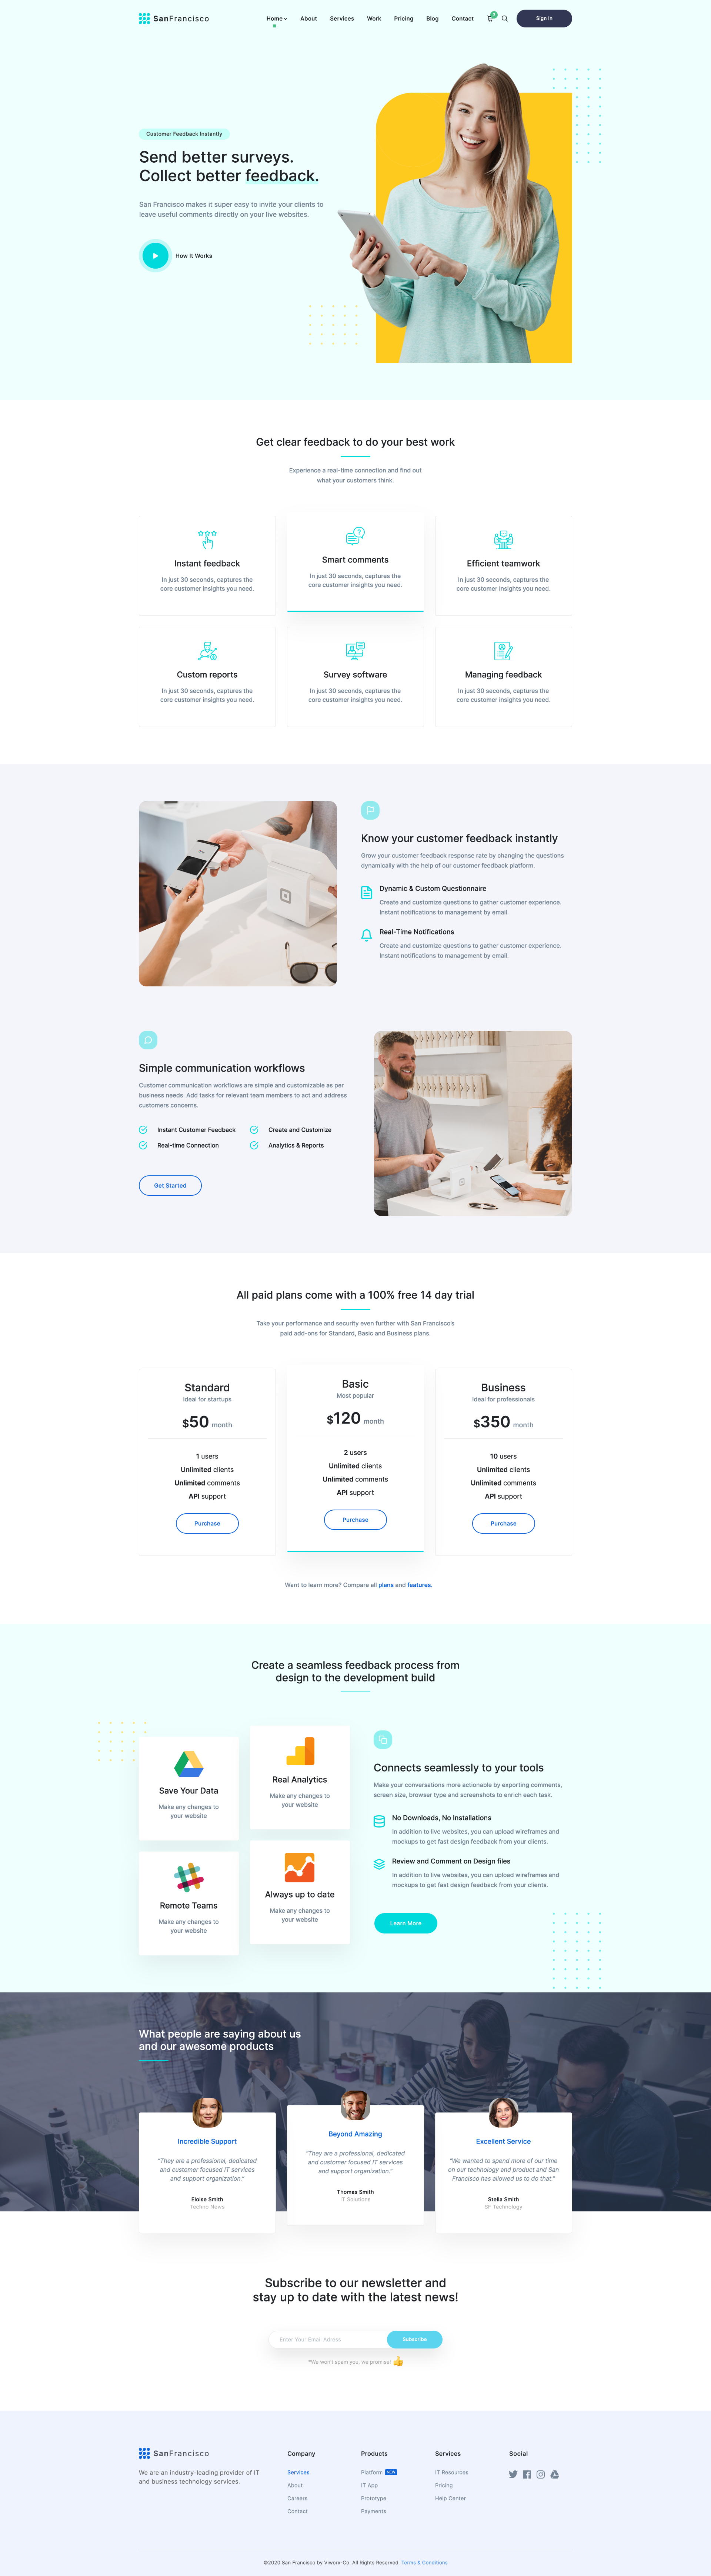 SanFrancisco
Home About Services Work Pricing Blog Contact
Sign In
Customer Feedback Instantly
Send better surveys.
Collect better feedback.
San Francisco makes it super easy to invite your clients to
leave useful comments directly on your live websites.
How It Works
Get clear feedback to do your best work
Experience a real-time connection and find out
what your customers think.
Instant feedback
In just 30 seconds, captures the
core customer insights you need.
Smart comments
In just 30 seconds, captures the
core customer insights you need.
Efficient teamwork
In just 30 seconds, captures the
core customer insights you need.
Custom reports
In just 30 seconds, captures the
core customer insights you need.
Survey software
In just 30 seconds, captures the
core customer insights you need.
Managing feedback
In just 30 seconds, captures the
core customer insights you need.
Know your customer feedback instantly
Grow your customer feedback response rate by changing the questions
dynamically with the help of our customer feedback platform.
Dynamic & Custom Questionnaire
Create and customize questions to gather customer experience.
Instant notifications to management by email.
Real-Time Notifications
Create and customize questions to gather customer experience.
Instant notifications to management by email.
Simple communication workflows
Customer communication workflows are simple and customizable as per
business needs. Add tasks for relevant team members to act and address
customers concerns.
Instant Customer Feedback
Create and Customize
Real-time Connection
Analytics & Reports
Get Started
All paid plans come with a 100% free 14 day trial
Take your performance and security even further with San Francisco's
paid add-ons for Standard, Basic and Business plans.
Standard
Ideal for startups
$50 month
1 users
Unlimited clients
Unlimited comments
API support
Purchase
Basic
Most popular
$120 month
2 users
Unlimited clients
Unlimited comments
API support
Purchase
Business
Ideal for professionals
$350 month
10 users
Unlimited clients
Unlimited comments
API support
Purchase
Want to learn more? Compare all plans and features.
Create a seamless feedback process from
design to the development build
Save Your Data
Make any changes to
your website
Real Analytics
Make any changes to
your website
Remote Teams
Make any changes to
your website
Always up to date
Make any changes to
your website
Connects seamlessly to your tools
Make your conversations more actionable by exporting comments,
screen size, browser type and screenshots to enrich each task.
No Downloads, No Installations
In addition to live websites, you can upload wireframes and
mockups to get fast design feedback from your clients.
Review and Comment on Design files
In addition to live websites, you can upload wireframes and
mockups to get fast design feedback from your clients.
Learn More
What people are saying about us
and our awesome products
Incredible Support
"They are a professional, dedicated
and customer focused IT services
and support organization."
Eloise Smith
Techno News
Beyond Amazing
"They are a professional, dedicated
and customer focused IT services
and support organization."
Thomas Smith
IT Solutions
Excellent Service
"We wanted to spend more of our time
on our technology and product and San
Francisco has allowed us to do that."
Stella Smith
SF Technology
Subscribe to our newsletter and
stay up to date with the latest news!
Enter Your Email Adress
Subscribe
*We won't spam you, we promise!
SanFrancisco
We are an industry-leading provider of IT
and business technology services.
Company
Services
About
Careers
Contact
Products
Platform NEW
IT App
Prototype
Payments
Services
IT Resources
Pricing
Help Center
Social
©2020 San Francisco by Viworx-Co. All Rights Reserved. Terms & Conditions